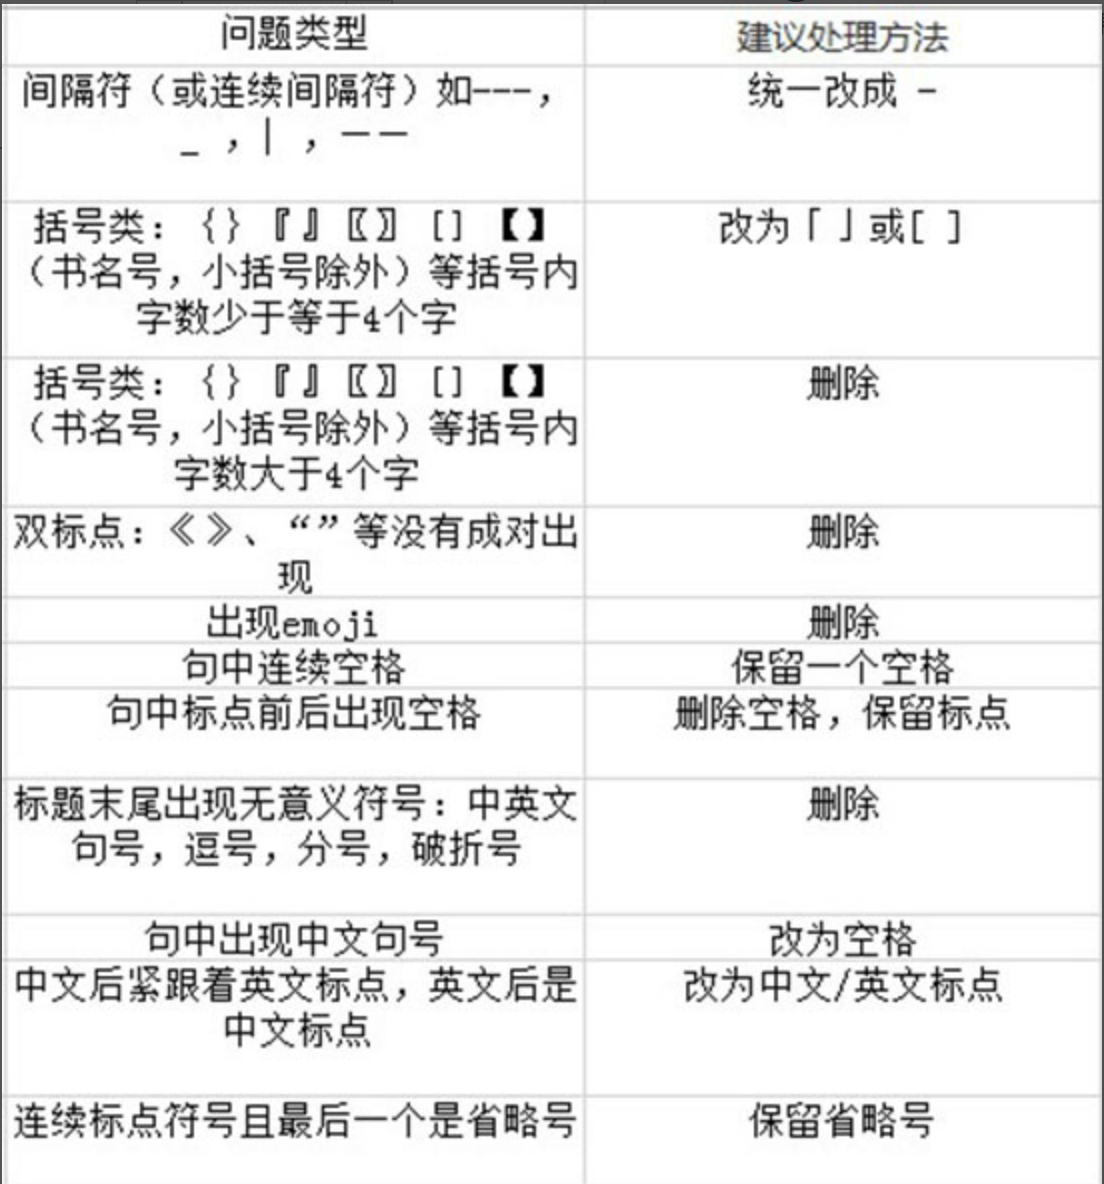 问题类型
建议处理方法
间隔符（或连续间隔符）如---，
_ ，| ，——
统一改成 -
括号类：{}『』〖〗[]【】
（书名号，小括号除外）等括号内
字数少于等于4个字
改为「」或[ ]
括号类：{}『』〖〗[]【】
（书名号，小括号除外）等括号内
字数大于4个字
删除
双标点：《》、“”等没有成对出
现
删除
出现emoji
删除
句中连续空格
保留一个空格
句中标点前后出现空格
删除空格，保留标点
标题末尾出现无意义符号：中英文
句号，逗号，分号，破折号
删除
句中出现中文句号
改为空格
中文后紧跟着英文标点，英文后是
中文标点
改为中文/英文标点
连续标点符号且最后一个是省略号
保留省略号